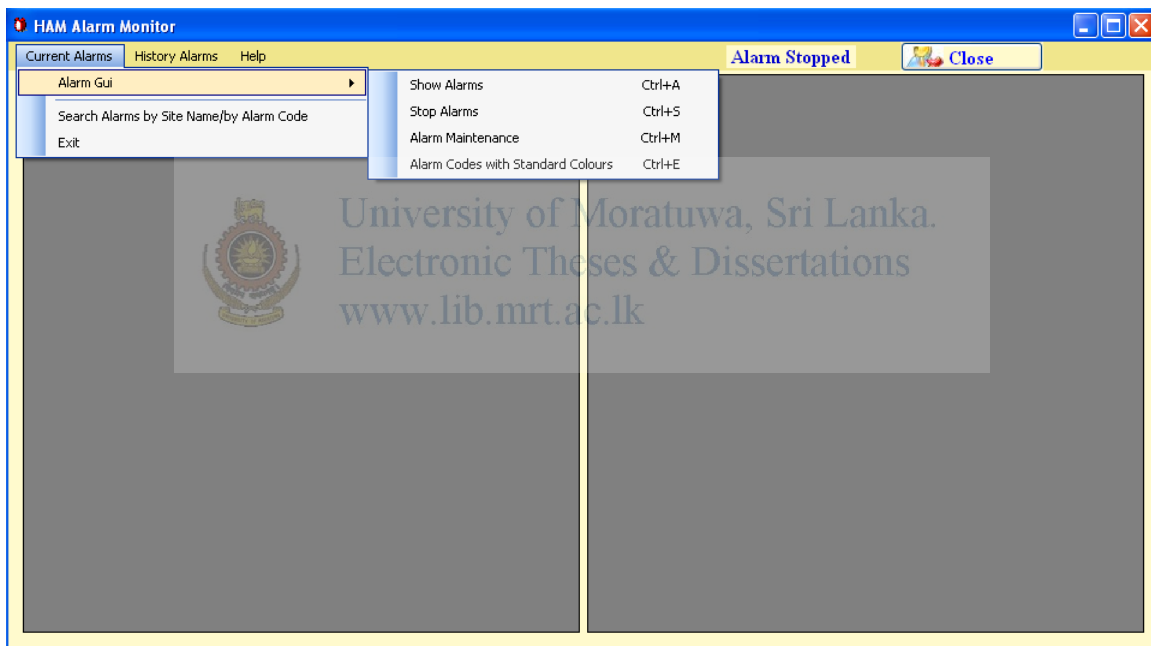 HAM Alarm Monitor
Current Alarms History Alarms Help Alarm Stopped Close
Alarm Gui
Search Alarms by Site Name/by Alarm Code
Exit
Show Alarms Ctrl+A
Stop Alarms Ctrl+S
Alarm Maintenance Ctrl+M
Alarm Codes with Standard Colours Ctrl+E
University of Moratuwa, Sri Lanka.
Electronic Theses & Dissertations
www.lib.mrt.ac.lk